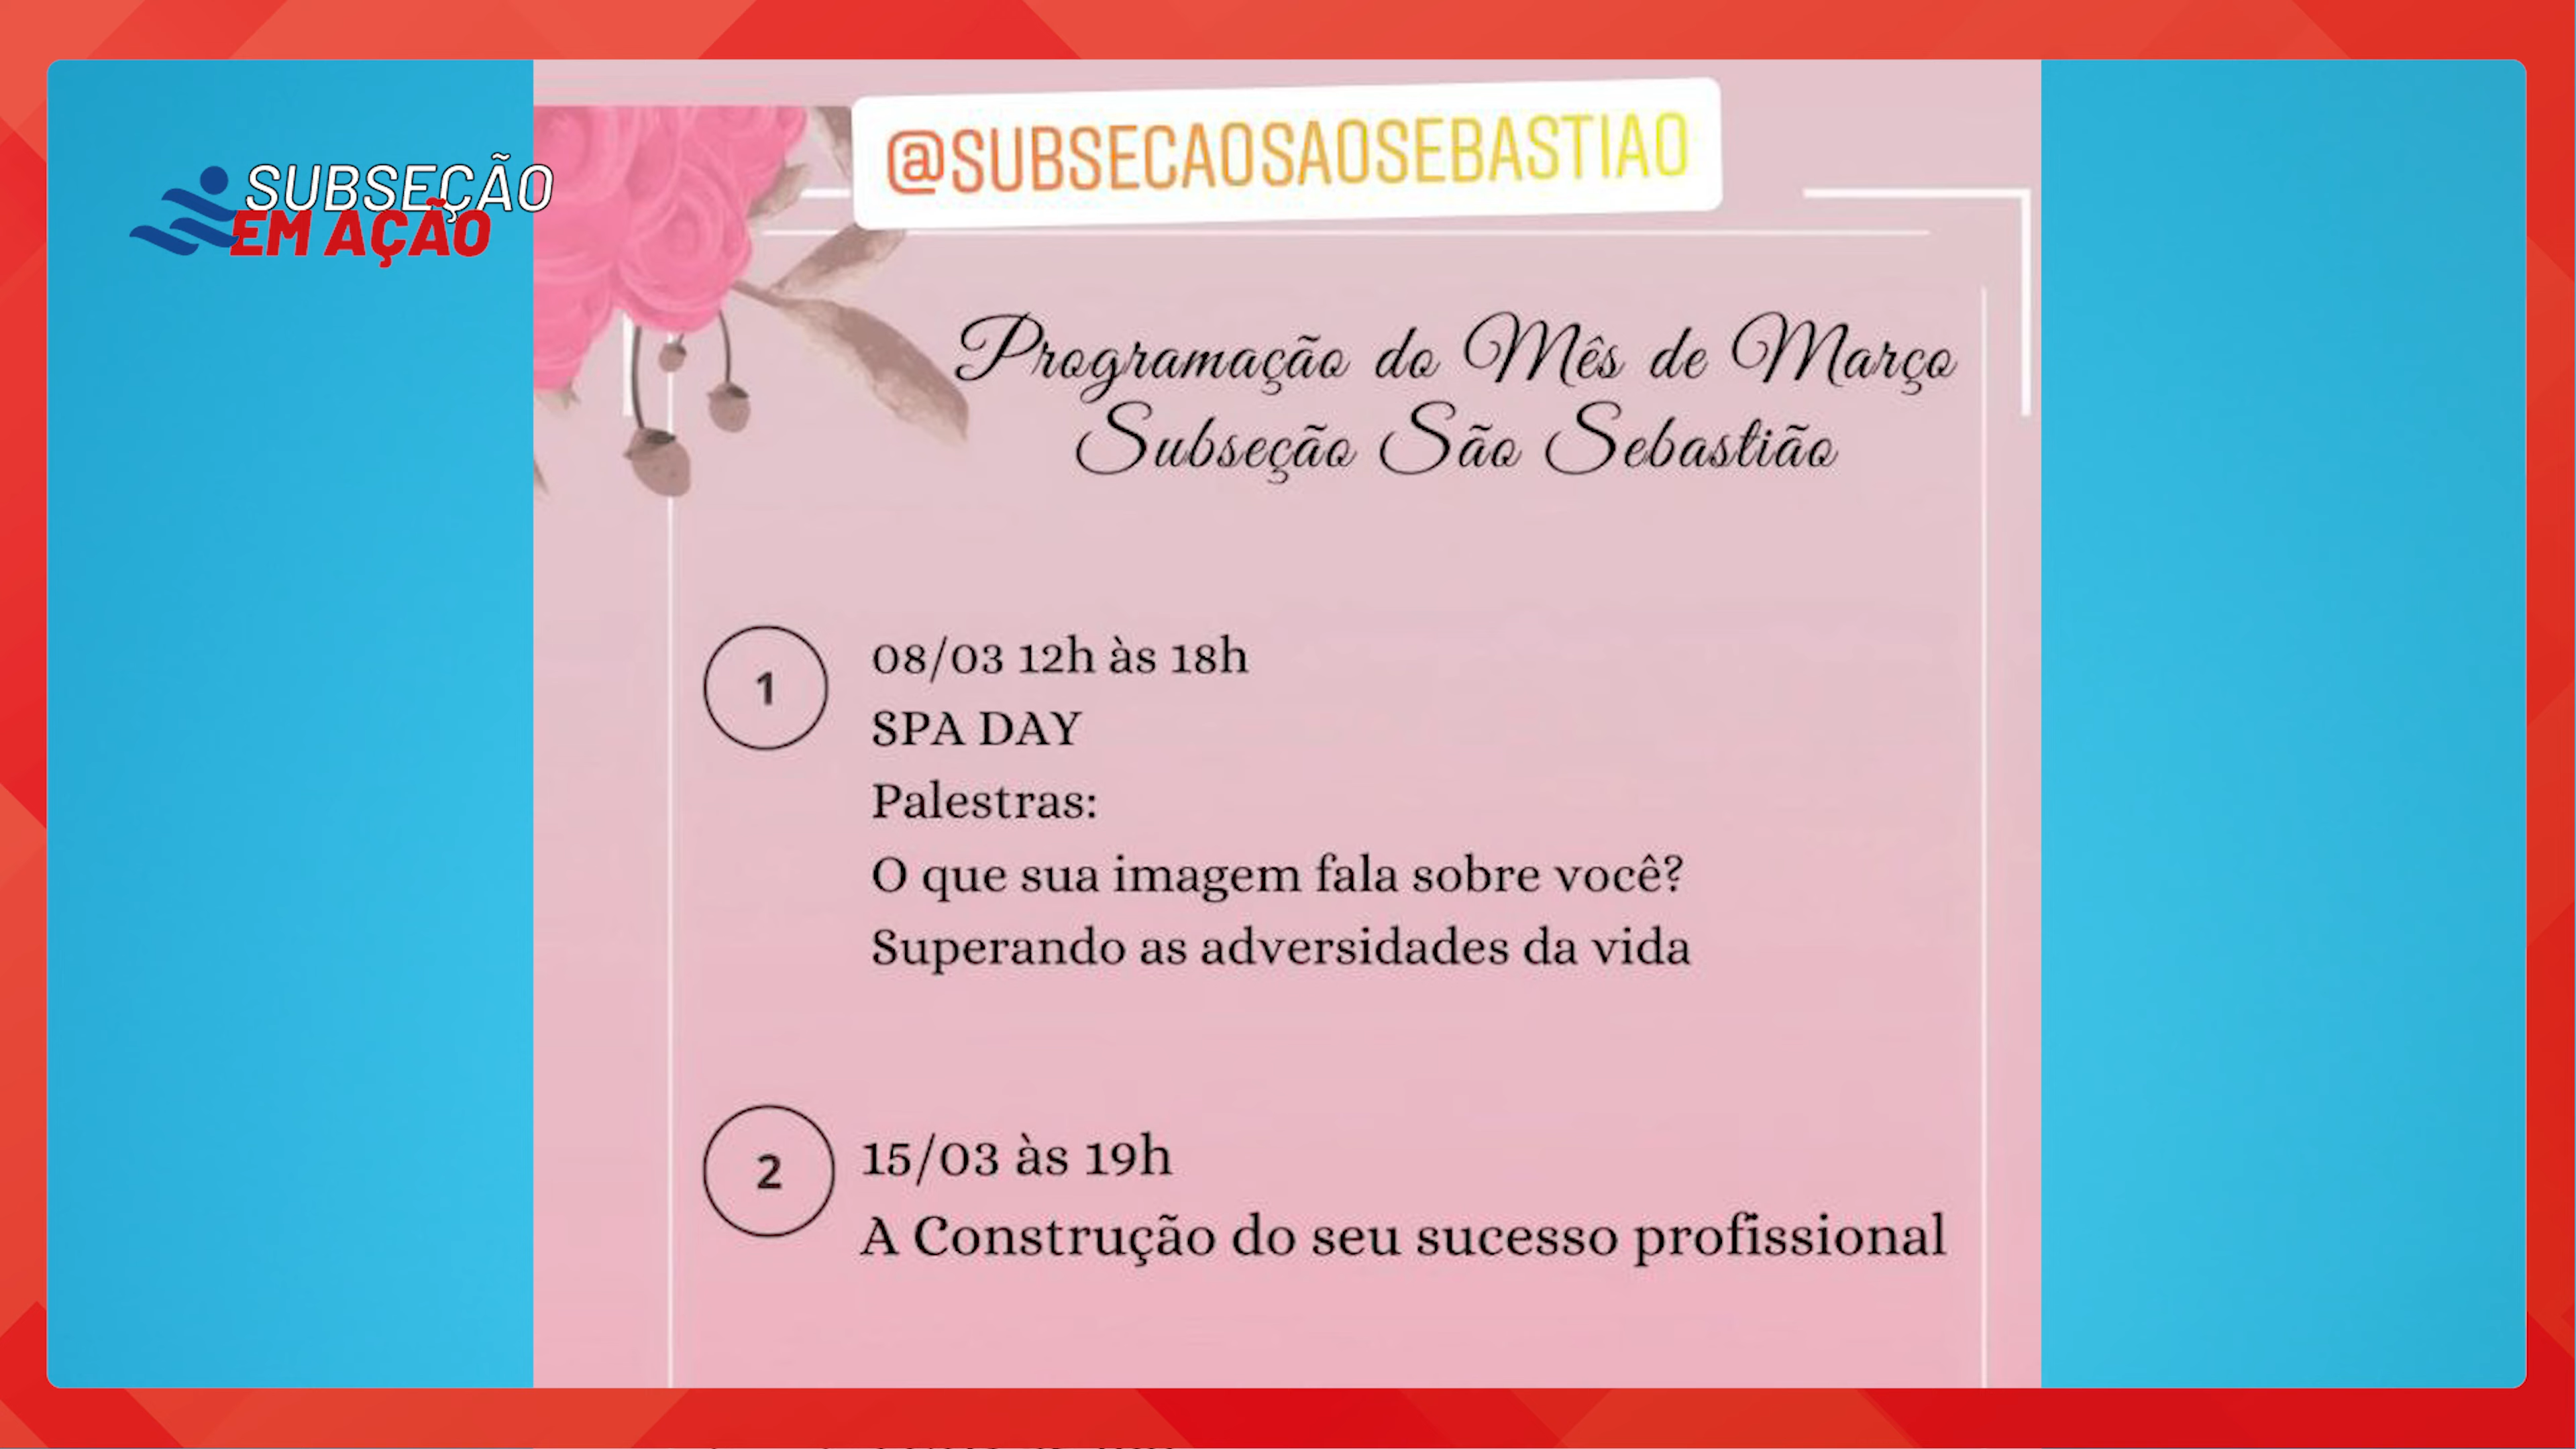 SUBSEÇÃO
EM AÇÃO
@SUBSECAOSAOSEBASTIAO
Programação do Mês de Março
Subseção São Sebastião
1
08/03 12h às 18h
SPA DAY
Palestras:
O que sua imagem fala sobre você?
Superando as adversidades da vida
2
15/03 às 19h
A Construção do seu sucesso profissional